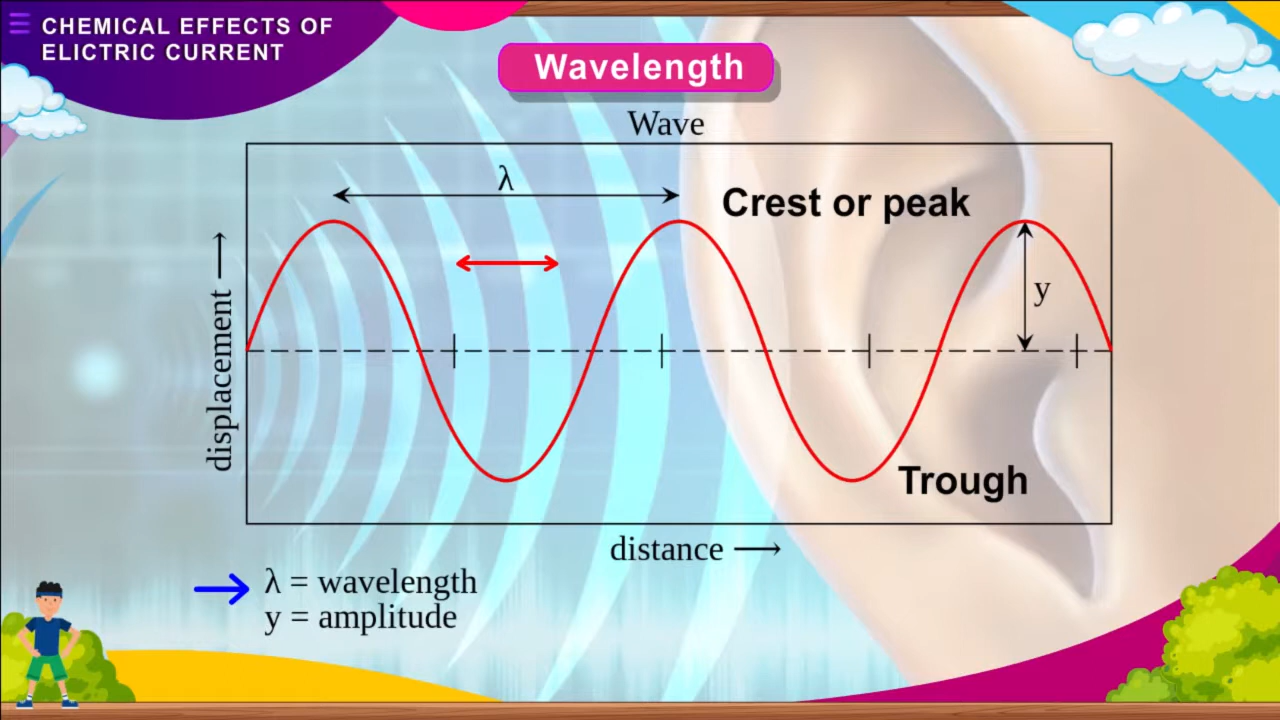 CHEMICAL EFFECTS OF
ELICTRIC CURRENT
Wavelength
Wave
λ
Crest or peak
y
displacement
Trough
distance
λ = wavelength
y = amplitude